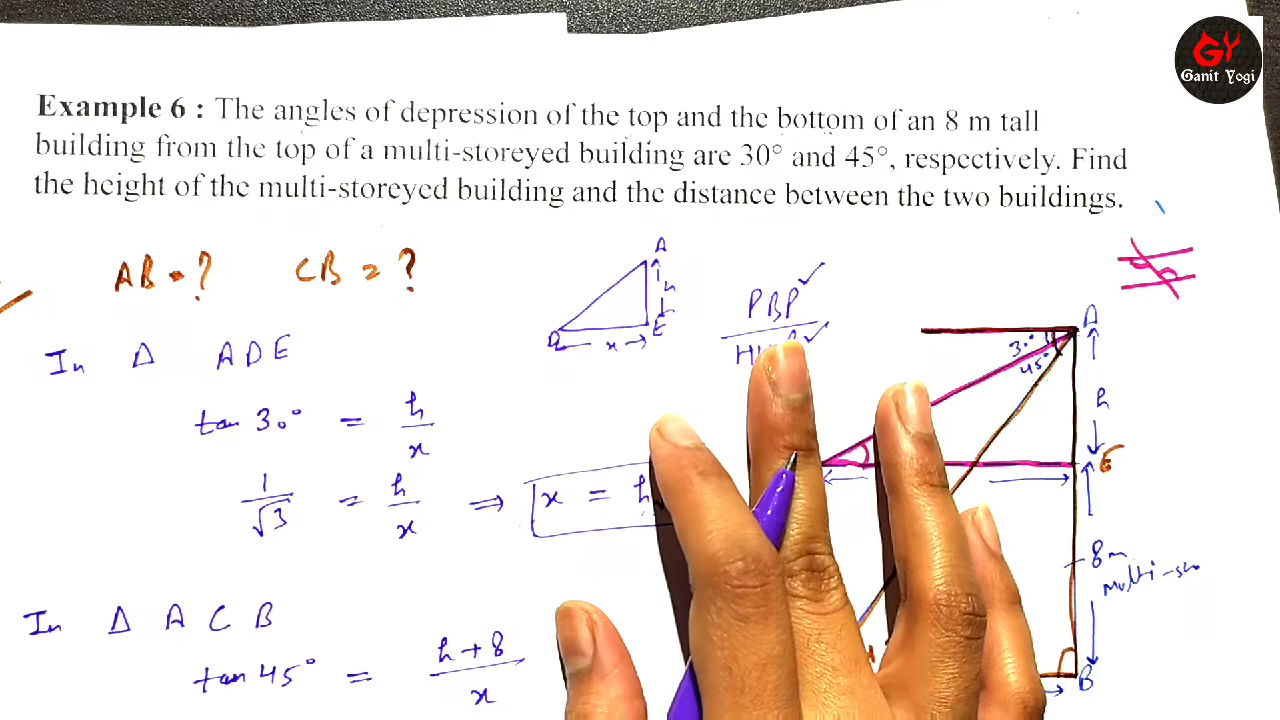 GY
Ganit Yogi
Example 6 : The angles of depression of the top and the bottom of an 8 m tall
building from the top of a multi-storeyed building are 30° and 45°, respectively. Find
the height of the multi-storeyed building and the distance between the two buildings.
AB = ? CB = ?
A
h
D x E
PBP
H
In Δ ADE
tan 30° = h/x
1/√3 = h/x ⇒ x = h
In Δ ACB
tan 45° = (h+8)/x
A
30°
45°
h
E
8m
B